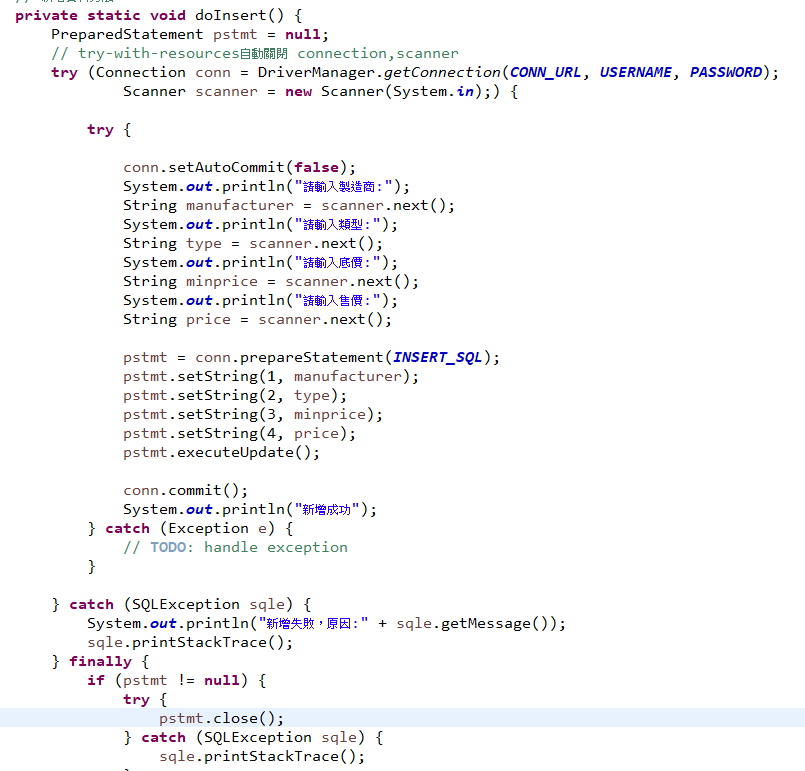 private static void doInsert() {
PreparedStatement pstmt = null;
// try-with-resources自動關閉 connection,scanner
try (Connection conn = DriverManager.getConnection(CONN_URL, USERNAME, PASSWORD);
Scanner scanner = new Scanner(System.in);) {
try {
conn.setAutoCommit(false);
System.out.println("請輸入製造商:");
String manufacturer = scanner.next();
System.out.println("請輸入類型:");
String type = scanner.next();
System.out.println("請輸入底價:");
String minprice = scanner.next();
System.out.println("請輸入售價:");
String price = scanner.next();
pstmt = conn.prepareStatement(INSERT_SQL);
pstmt.setString(1, manufacturer);
pstmt.setString(2, type);
pstmt.setString(3, minprice);
pstmt.setString(4, price);
pstmt.executeUpdate();
conn.commit();
System.out.println("新增成功");
} catch (Exception e) {
// TODO: handle exception
}
} catch (SQLException sqle) {
System.out.println("新增失敗，原因:" + sqle.getMessage());
sqle.printStackTrace();
} finally {
if (pstmt != null) {
try {
pstmt.close();
} catch (SQLException sqle) {
sqle.printStackTrace();